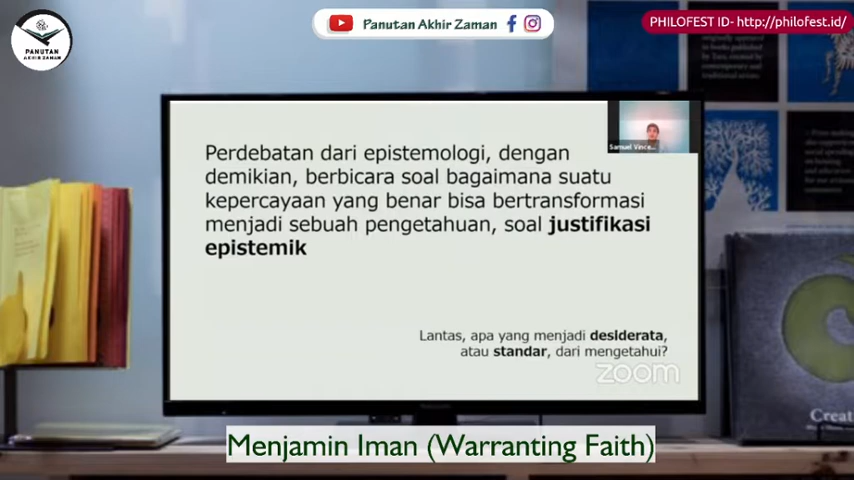 PANUTAN
AKHIR ZAMAN
Panutan Akhir Zaman
PHILOFEST ID- http://philofest.id/
Samuel Vince...
Perdebatan dari epistemologi, dengan
demikian, berbicara soal bagaimana suatu
kepercayaan yang benar bisa bertransformasi
menjadi sebuah pengetahuan, soal justifikasi
epistemik
Lantas, apa yang menjadi desiderata,
atau standar, dari mengetahui?
zoom
Creat
Menjamin Iman (Warranting Faith)